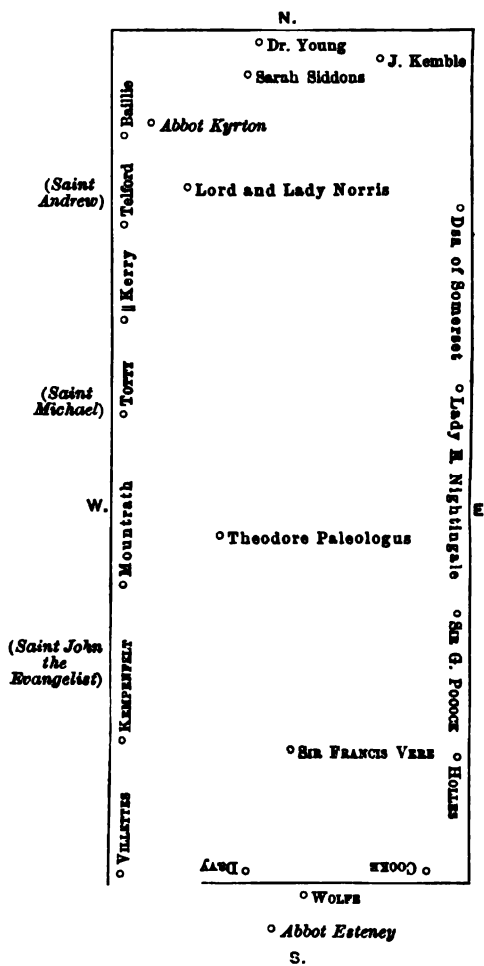 N.
Dr. Young
J. Kemble
Sarah Siddons
Baillie
Abbot Kyrton
(Saint
Andrew)
Telford
Lord and Lady Norris
Dss. of Somerset
|| Kerry
(Saint
Michael)
TOTTY
Lady E. Nightingale
W.
E
Mountrath
Theodore Paleologus
(Saint John
the
Evangelist)
KEMPENFELT
SIR G. POCOCK
SIR FRANCIS VERE
HOLLES
VILLETTES
DAVY
COOKE
WOLFE
Abbot Esteney
S.